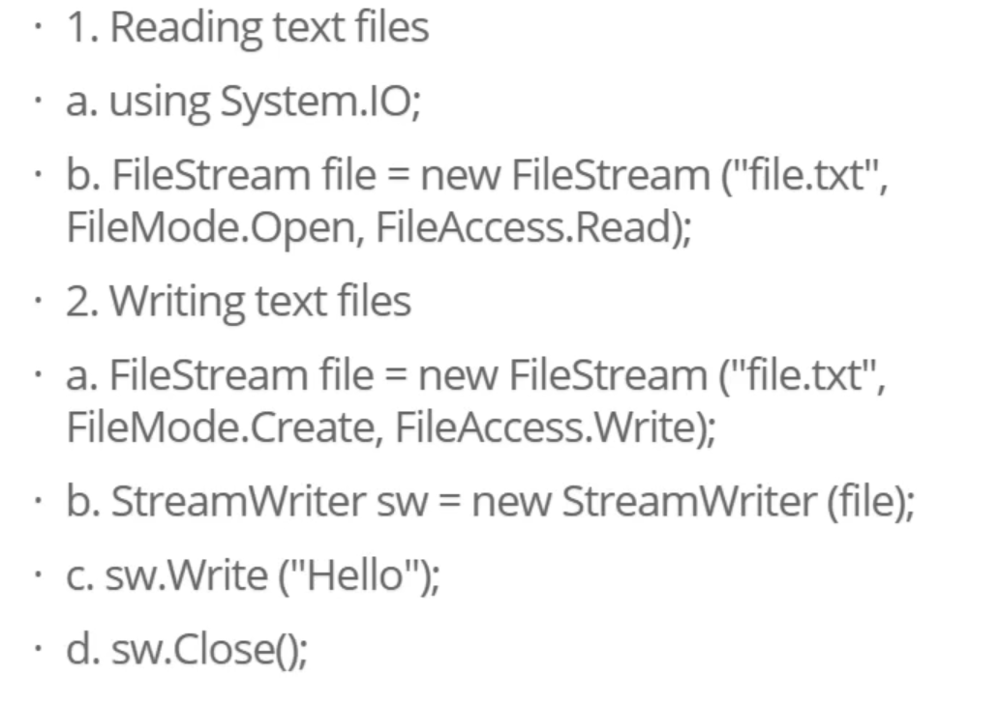 · 1. Reading text files
· a. using System.IO;
· b. FileStream file = new FileStream ("file.txt",
FileMode.Open, FileAccess.Read);
· 2. Writing text files
· a. FileStream file = new FileStream ("file.txt",
FileMode.Create, FileAccess.Write);
· b. StreamWriter sw = new StreamWriter (file);
· c. sw.Write ("Hello");
· d. sw.Close();